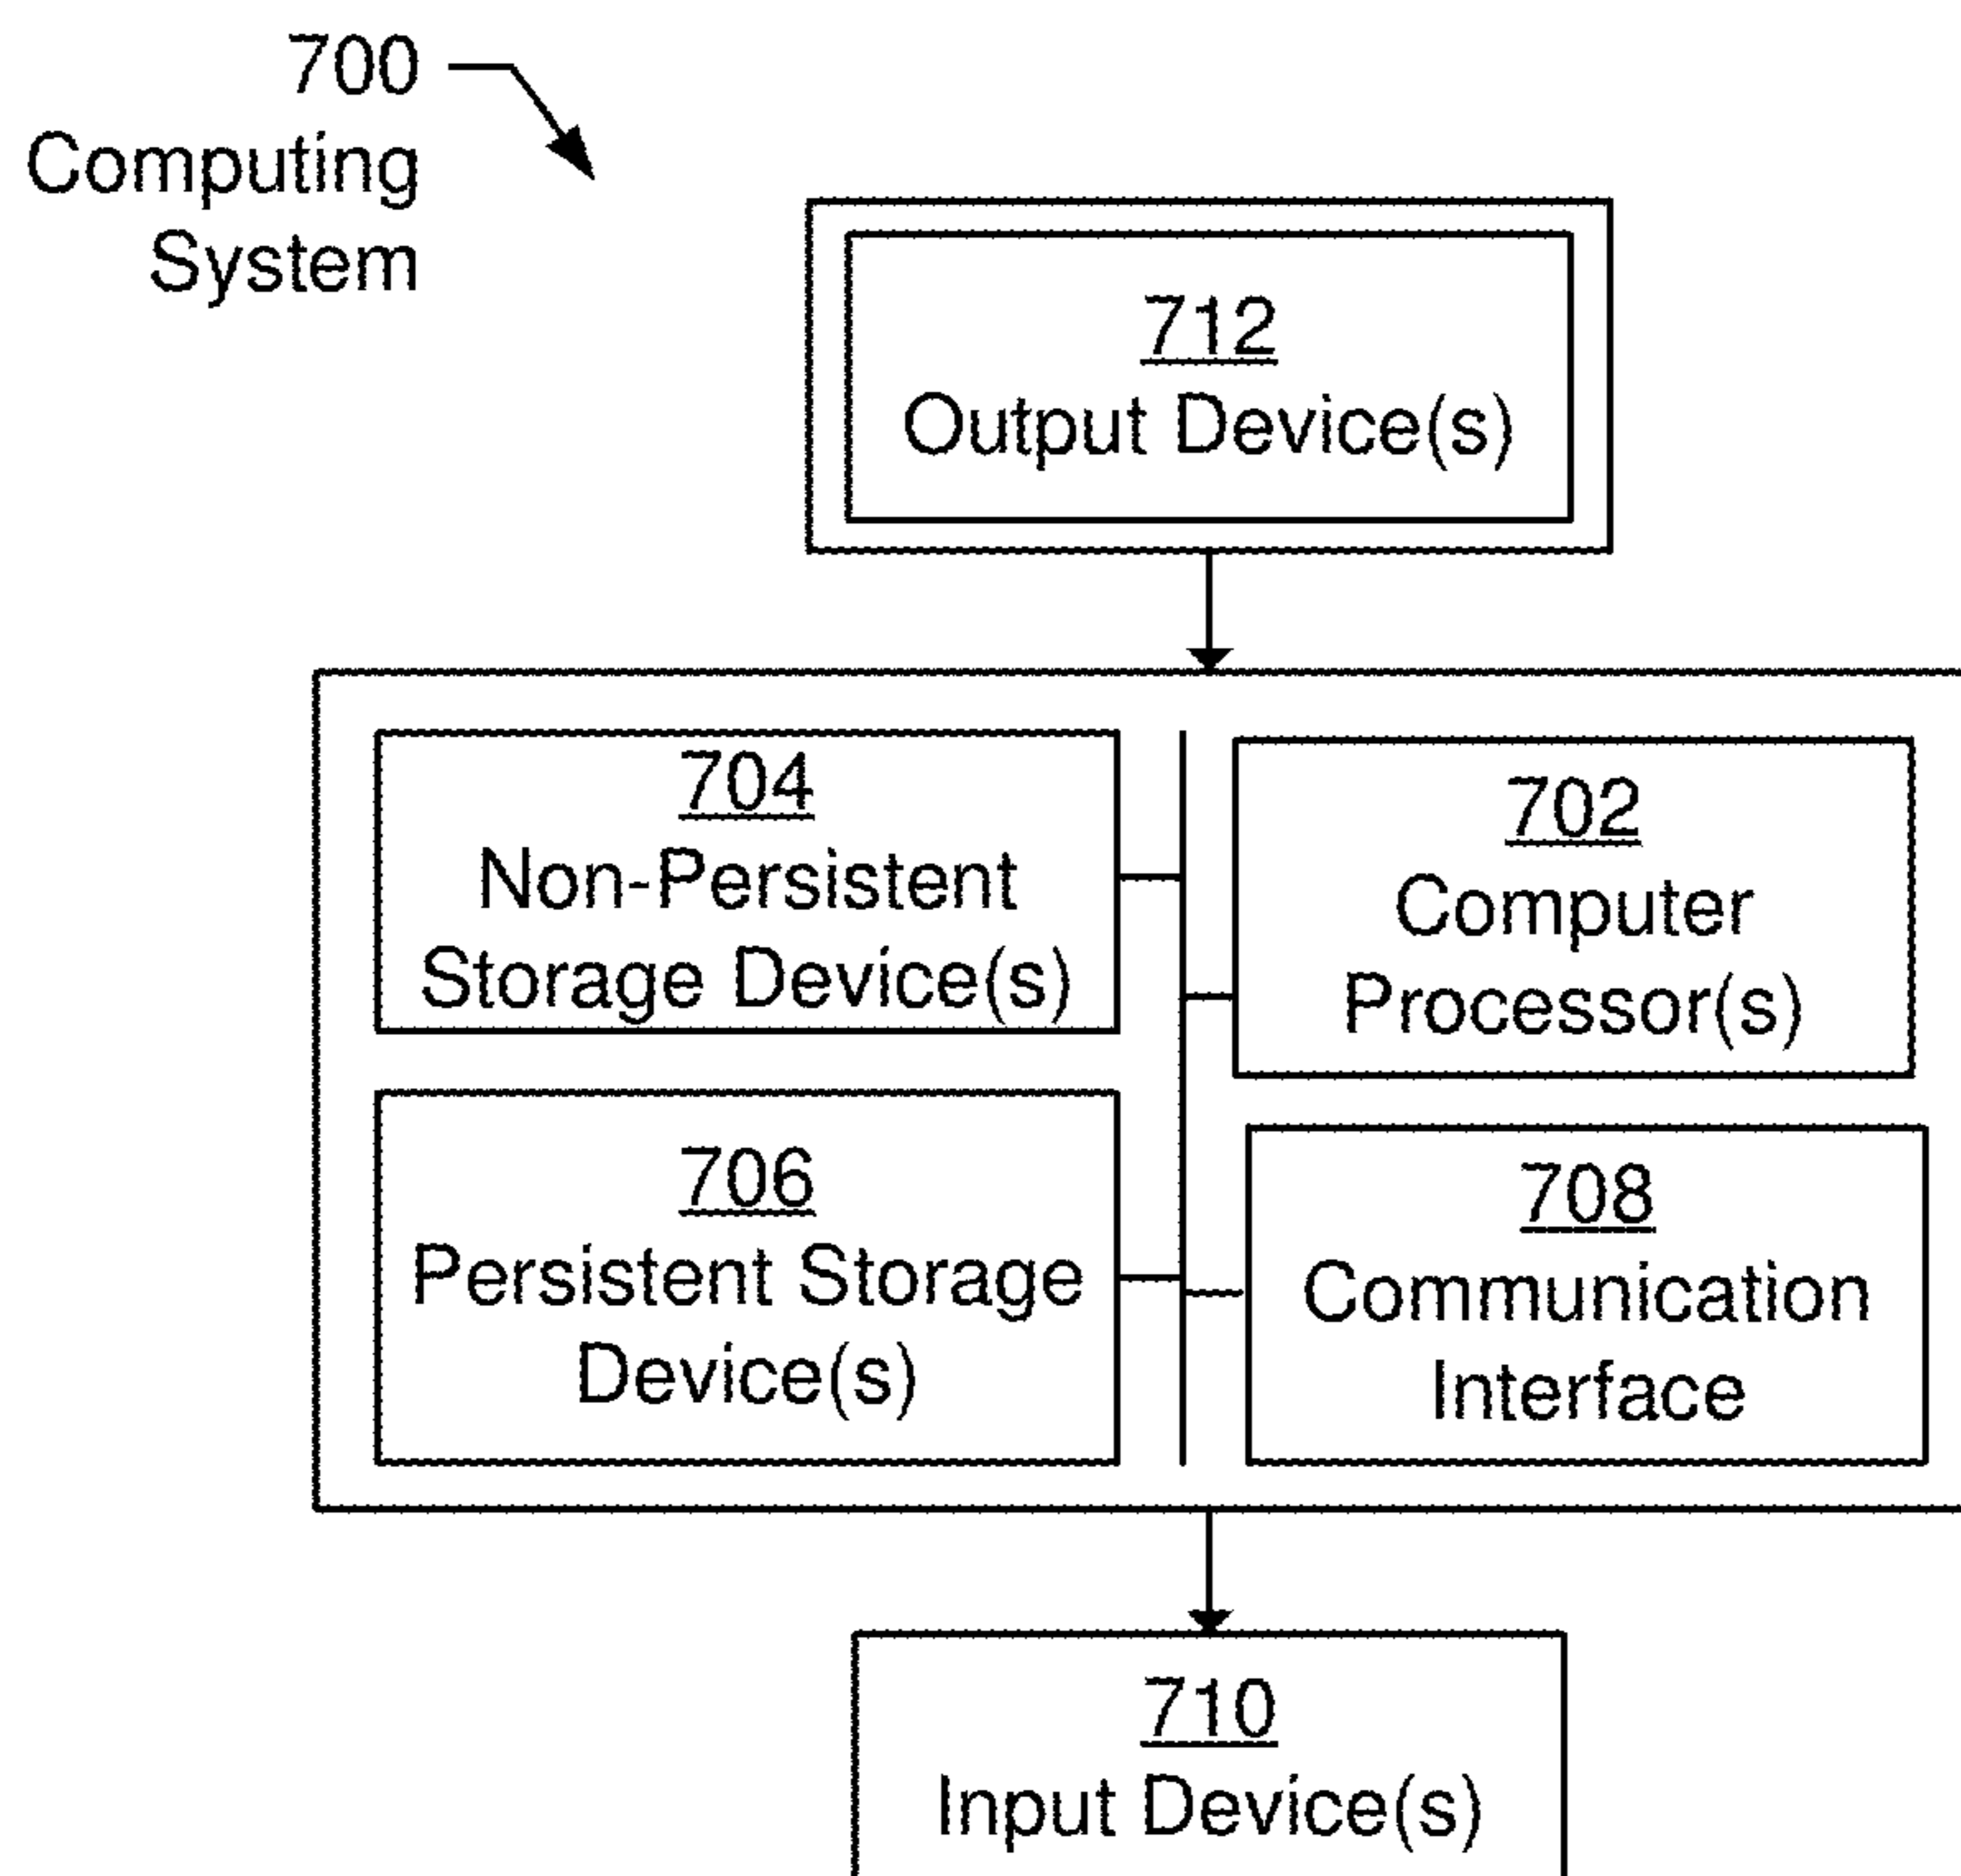 700
Computing
System
712
Output Device(s)
704
Non-Persistent
Storage Device(s)
702
Computer
Processor(s)
706
Persistent Storage
Device(s)
708
Communication
Interface
710
Input Device(s)